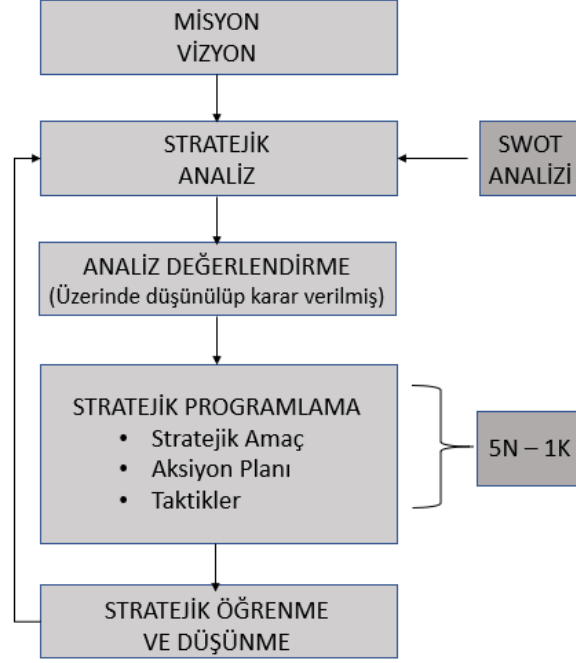 MİSYON
VİZYON
STRATEJİK
ANALİZ
SWOT
ANALİZİ
ANALİZ DEĞERLENDİRME
(Üzerinde düşünülüp karar verilmiş)
STRATEJİK PROGRAMLAMA
• Stratejik Amaç
• Aksiyon Planı
• Taktikler
5N – 1K
STRATEJİK ÖĞRENME
VE DÜŞÜNME